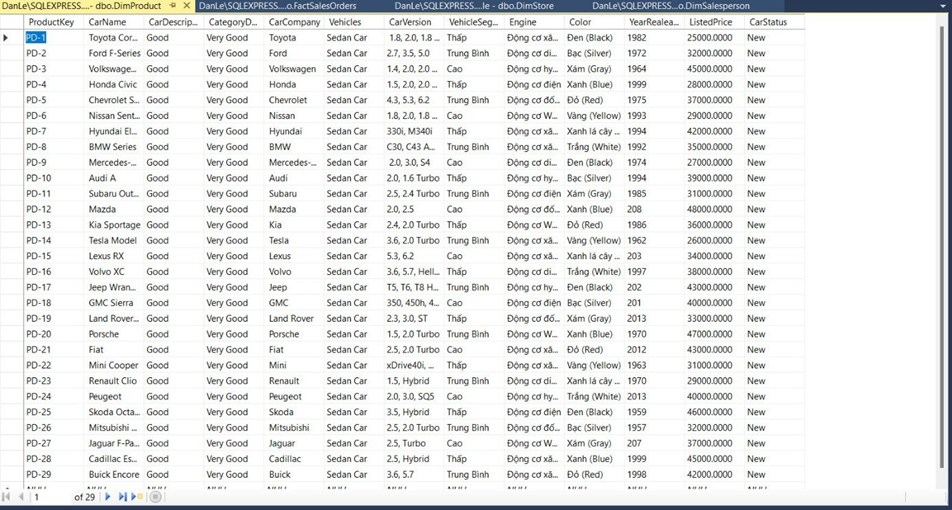 DanLe\SQLEXPRESS....- dbo.DimProduct DanLe\SQLEXPRESS....o.FactSalesOrders DanLe\SQLEXPRESS....le - dbo.DimStore DanLe\SQLEXPRESS....o.DimSalesperson
ProductKey CarName CarDescrip... CategoryD... CarCompany Vehicles CarVersion VehicleSeg... Engine Color YearRealea... ListedPrice CarStatus
PD-1 Toyota Cor... Good Very Good Toyota Sedan Car 1.8, 2.0, 1.8 ... Thấp Động cơ xă... Đen (Black) 1982 25000.0000 New
PD-2 Ford F-Series Good Very Good Ford Sedan Car 2.7, 3.5, 5.0 Trung Bình Động cơ di... Bạc (Silver) 1972 32000.0000 New
PD-3 Volkswage... Good Very Good Volkswagen Sedan Car 1.4, 2.0, 2.0 ... Cao Động cơ hy... Xám (Gray) 1964 45000.0000 New
PD-4 Honda Civic Good Very Good Honda Sedan Car 1.5, 2.0, 2.0 ... Thấp Động cơ điện Xanh (Blue) 1999 28000.0000 New
PD-5 Chevrolet S... Good Very Good Chevrolet Sedan Car 4.3, 5.3, 6.2 Trung Bình Động cơ đố... Đỏ (Red) 1975 37000.0000 New
PD-6 Nissan Sent... Good Very Good Nissan Sedan Car 1.8, 2.0, 1.8 ... Cao Động cơ W... Vàng (Yellow) 1993 29000.0000 New
PD-7 Hyundai El... Good Very Good Hyundai Sedan Car 330i, M340i Thấp Động cơ xă... Xanh lá cây ... 1994 42000.0000 New
PD-8 BMW Series Good Very Good BMW Sedan Car C30, C43 A... Trung Bình Động cơ xă... Trắng (White) 1992 35000.0000 New
PD-9 Mercedes-... Good Very Good Mercedes-... Sedan Car 2.0, 3.0, S4 Cao Động cơ di... Đen (Black) 1974 27000.0000 New
PD-10 Audi A Good Very Good Audi Sedan Car 2.0, 1.6 Turbo Thấp Động cơ hy... Bạc (Silver) 1994 39000.0000 New
PD-11 Subaru Out... Good Very Good Subaru Sedan Car 2.5, 2.4 Turbo Trung Bình Động cơ điện Xám (Gray) 1985 31000.0000 New
PD-12 Mazda Good Very Good Mazda Sedan Car 2.0, 2.5 Cao Động cơ đố... Xanh (Blue) 208 48000.0000 New
PD-13 Kia Sportage Good Very Good Kia Sedan Car 2.4, 2.0 Turbo Thấp Động cơ W... Đỏ (Red) 1986 36000.0000 New
PD-14 Tesla Model Good Very Good Tesla Sedan Car 3.6, 2.0 Turbo Trung Bình Động cơ xă... Vàng (Yellow) 1962 26000.0000 New
PD-15 Lexus RX Good Very Good Lexus Sedan Car 5.3, 6.2 Cao Động cơ xă... Xanh lá cây ... 203 34000.0000 New
PD-16 Volvo XC Good Very Good Volvo Sedan Car 3.6, 5.7, Hell... Thấp Động cơ di... Trắng (White) 1997 38000.0000 New
PD-17 Jeep Wran... Good Very Good Jeep Sedan Car T5, T6, T8 H... Trung Bình Động cơ hy... Đen (Black) 202 43000.0000 New
PD-18 GMC Sierra Good Very Good GMC Sedan Car 350, 450h, 4... Cao Động cơ điện Bạc (Silver) 201 40000.0000 New
PD-19 Land Rover... Good Very Good Land Rover Sedan Car 2.3, 3.0, ST Thấp Động cơ đố... Xám (Gray) 2013 33000.0000 New
PD-20 Porsche Good Very Good Porsche Sedan Car 1.5, 2.0 Turbo Trung Bình Động cơ W... Xanh (Blue) 1970 47000.0000 New
PD-21 Fiat Good Very Good Fiat Sedan Car 2.5, 2.0 Turbo Cao Động cơ xă... Đỏ (Red) 2012 43000.0000 New
PD-22 Mini Cooper Good Very Good Mini Sedan Car xDrive40i, ... Thấp Động cơ xă... Vàng (Yellow) 1963 31000.0000 New
PD-23 Renault Clio Good Very Good Renault Sedan Car 1.5, Hybrid Trung Bình Động cơ di... Xanh lá cây ... 1970 29000.0000 New
PD-24 Peugeot Good Very Good Peugeot Sedan Car 2.0, 3.0, SQ5 Cao Động cơ hy... Trắng (White) 2013 40000.0000 New
PD-25 Skoda Octa... Good Very Good Skoda Sedan Car 3.5, Hybrid Thấp Động cơ điện Đen (Black) 1959 46000.0000 New
PD-26 Mitsubishi ... Good Very Good Mitsubishi Sedan Car 2.5, 2.0 Turbo Trung Bình Động cơ đố... Bạc (Silver) 1957 32000.0000 New
PD-27 Jaguar F-Pa... Good Very Good Jaguar Sedan Car 2.5, Turbo Cao Động cơ W... Xám (Gray) 207 37000.0000 New
PD-28 Cadillac Es... Good Very Good Cadillac Sedan Car 2.5, Hybrid Thấp Động cơ xă... Xanh (Blue) 1999 45000.0000 New
PD-29 Buick Encore Good Very Good Buick Sedan Car 3.6, 5.7 Trung Bình Động cơ xă... Đỏ (Red) 1998 42000.0000 New
1 of 29